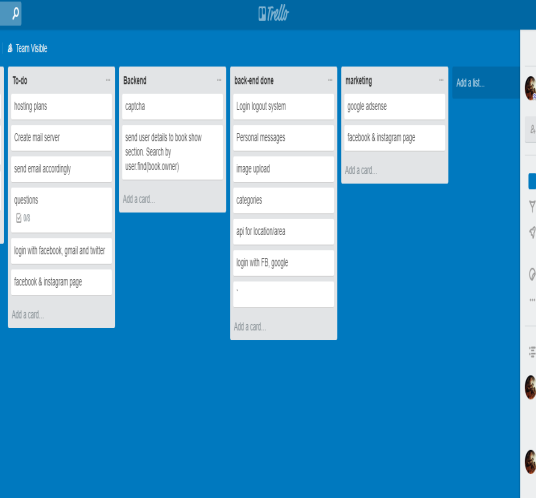 Trello
Team Visible
To-do
hosting plans
Create mail server
send email accordingly
questions
0/8
login with facebook, gmail and twitter
facebook & instagram page
Add a card...
Backend
captcha
send user details to book show
section. Search by
user.find(book.owner)
Add a card...
back-end done
Login logout system
Personal messages
image upload
categories
api for location/area
login with FB, google
.
Add a card...
marketing
google adsense
facebook & instagram page
Add a card...
Add a list...